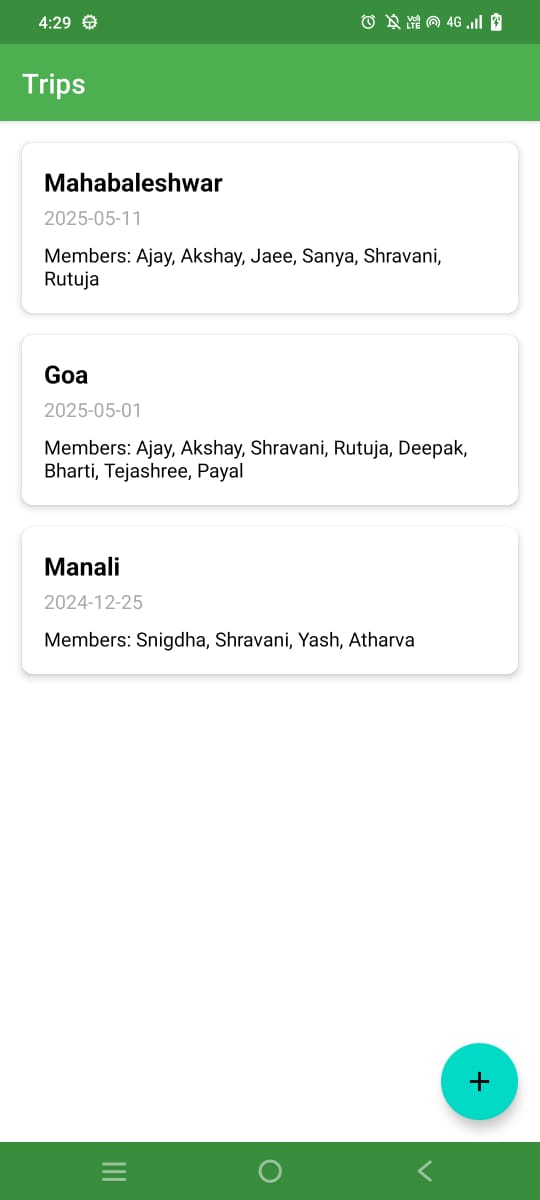 4:29
Vo) LTE 4G
Trips
Mahabaleshwar
2025-05-11
Members: Ajay, Akshay, Jaee, Sanya, Shravani,
Rutuja
Goa
2025-05-01
Members: Ajay, Akshay, Shravani, Rutuja, Deepak,
Bharti, Tejashree, Payal
Manali
2024-12-25
Members: Snigdha, Shravani, Yash, Atharva
+